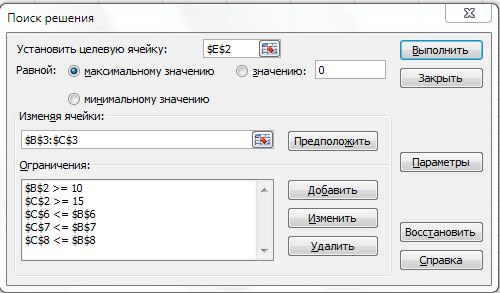 Поиск решения
Установить целевую ячейку: $E$2 Выполнить
Равной: максимальному значению значению: 0 Закрыть
минимальному значению
Изменяя ячейки:
$B$3:$C$3 Предположить
Ограничения: Параметры
$B$2 >= 10 Добавить
$C$2 >= 15
$C$6 <= $B$6 Изменить
$C$7 <= $B$7 Восстановить
$C$8 <= $B$8 Удалить
Справка